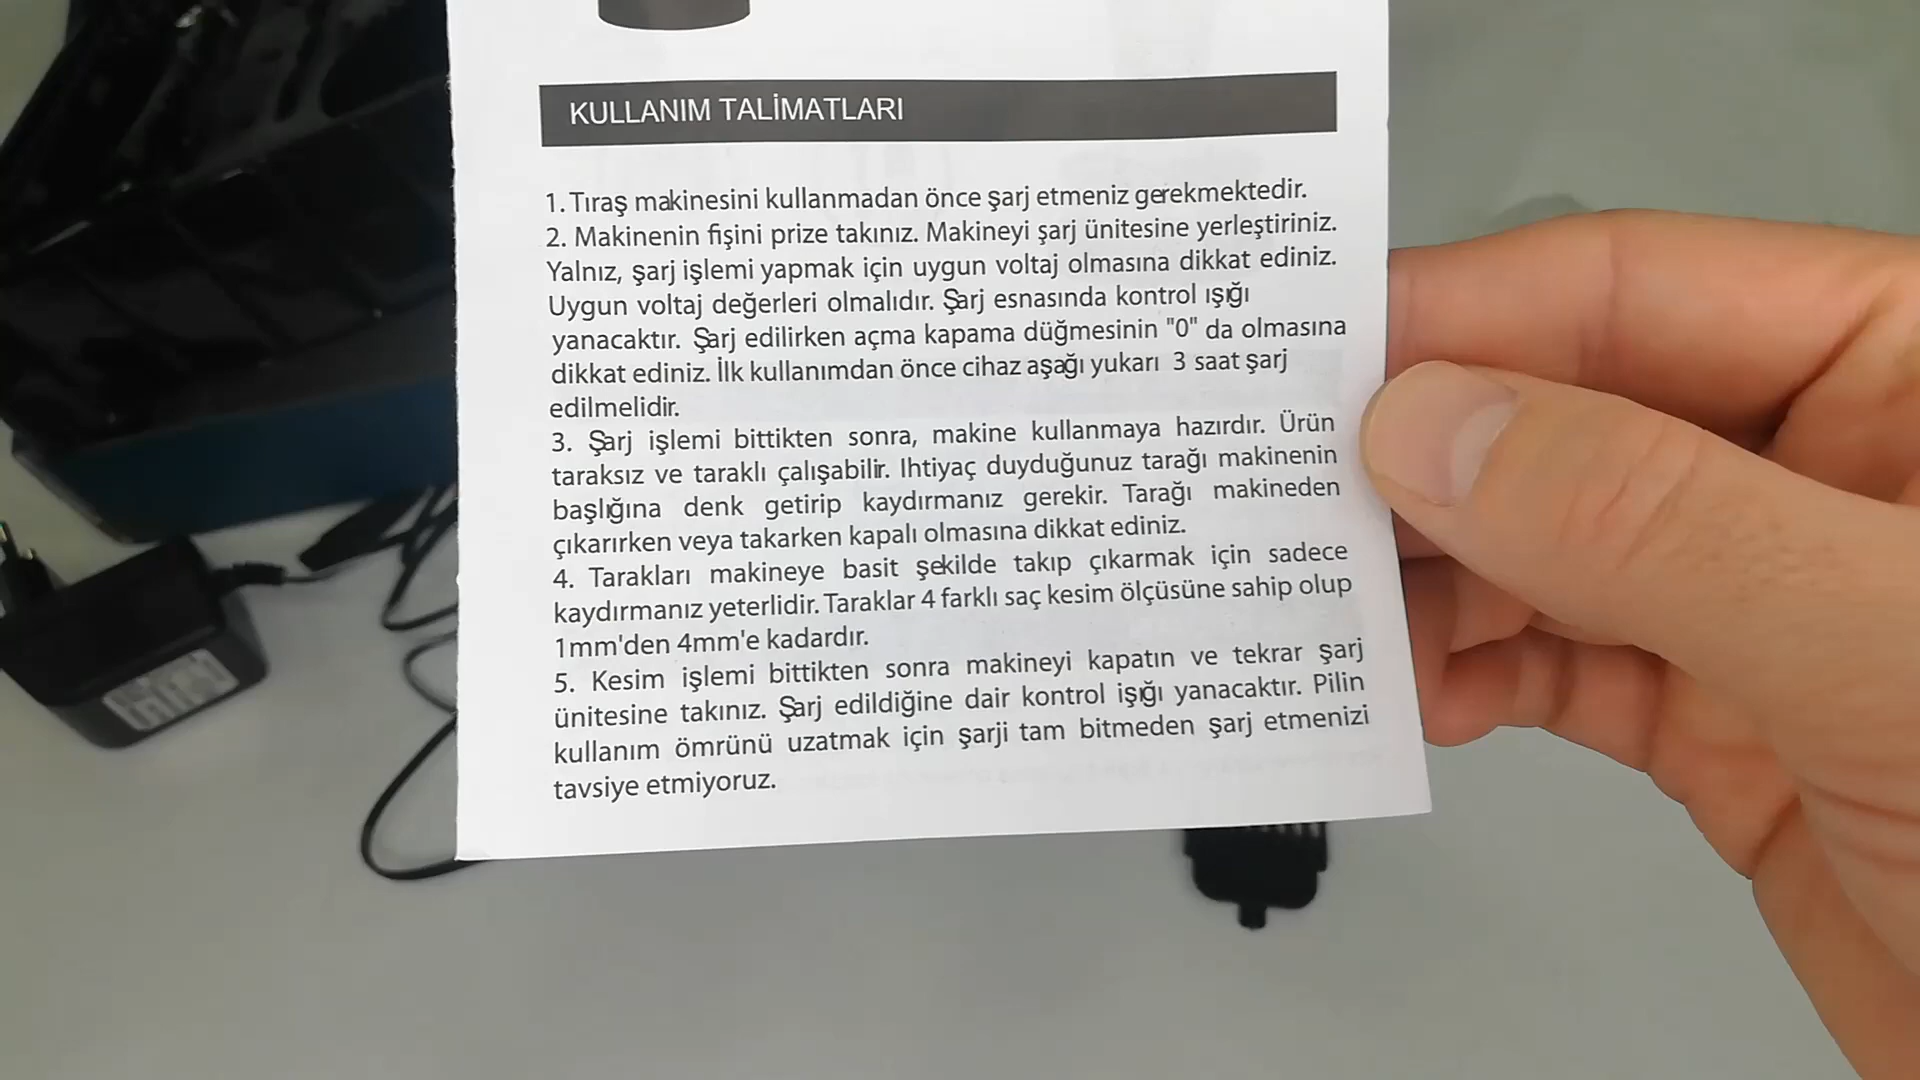 KULLANIM TALİMATLARI
1. Tıraş makinesini kullanmadan önce şarj etmeniz gerekmektedir.
2. Makinenin fişini prize takınız. Makineyi şarj ünitesine yerleştiriniz.
Yalnız, şarj işlemi yapmak için uygun voltaj olmasına dikkat ediniz.
Uygun voltaj değerleri olmalıdır. Şarj esnasında kontrol ışığı
yanacaktır. Şarj edilirken açma kapama düğmesinin "0" da olmasına
dikkat ediniz. İlk kullanımdan önce cihaz aşağı yukarı 3 saat şarj
edilmelidir.
3. Şarj işlemi bittikten sonra, makine kullanmaya hazırdır. Ürün
taraksız ve taraklı çalışabilir. Ihtiyaç duyduğunuz tarağı makinenin
başlığına denk getirip kaydırmanız gerekir. Tarağı makineden
çıkarırken veya takarken kapalı olmasına dikkat ediniz.
4. Tarakları makineye basit şekilde takıp çıkarmak için sadece
kaydırmanız yeterlidir. Taraklar 4 farklı saç kesim ölçüsüne sahip olup
1mm'den 4mm'e kadardır.
5. Kesim işlemi bittikten sonra makineyi kapatın ve tekrar şarj
ünitesine takınız. Şarj edildiğine dair kontrol işığı yanacaktır. Pilin
kullanım ömrünü uzatmak için şarji tam bitmeden şarj etmenizi
tavsiye etmiyoruz.